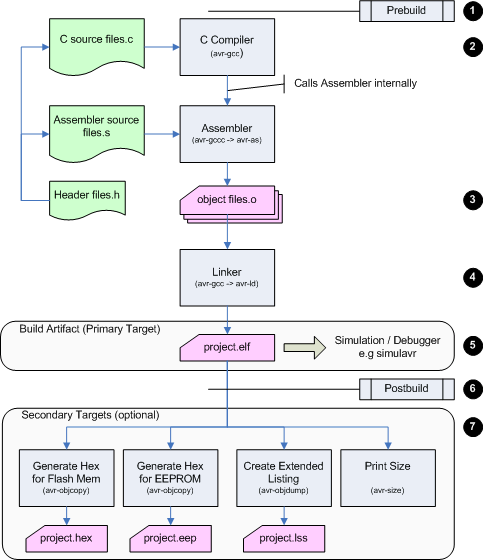 Prebuild
1
C source files.c
C Compiler
(avr-gcc)
2
Calls Assembler internally
Assembler source
files.s
Assembler
(avr-gccc -> avr-as)
Header files.h
object files.o
3
Linker
(avr-gcc -> avr-ld)
4
Build Artifact (Primary Target)
project.elf
Simulation / Debugger
e.g simulavr
5
Postbuild
6
Secondary Targets (optional)
7
Generate Hex
for Flash Mem
(avr-objcopy)
Generate Hex
for EEPROM
(avr-objcopy)
Create Extended
Listing
(avr-objdump)
Print Size
(avr-size)
project.hex
project.eep
project.lss